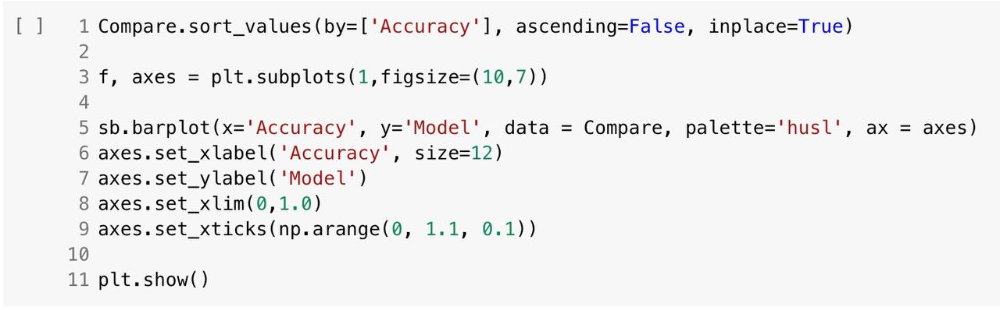 [ ] 1 Compare.sort_values(by=['Accuracy'], ascending=False, inplace=True)
2
3 f, axes = plt.subplots(1,figsize=(10,7))
4
5 sb.barplot(x='Accuracy', y='Model', data = Compare, palette='husl', ax = axes)
6 axes.set_xlabel('Accuracy', size=12)
7 axes.set_ylabel('Model')
8 axes.set_xlim(0,1.0)
9 axes.set_xticks(np.arange(0, 1.1, 0.1))
10
11 plt.show()